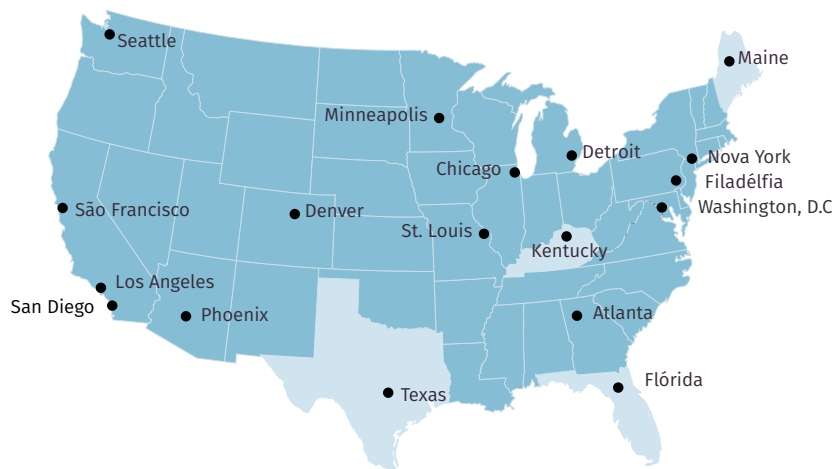 Seattle
Maine
Minneapolis
Detroit
Nova York
Chicago
Filadélfia
São Francisco
Denver
Washington, D.C
St. Louis
Kentucky
Los Angeles
San Diego
Phoenix
Atlanta
Flórida
Texas